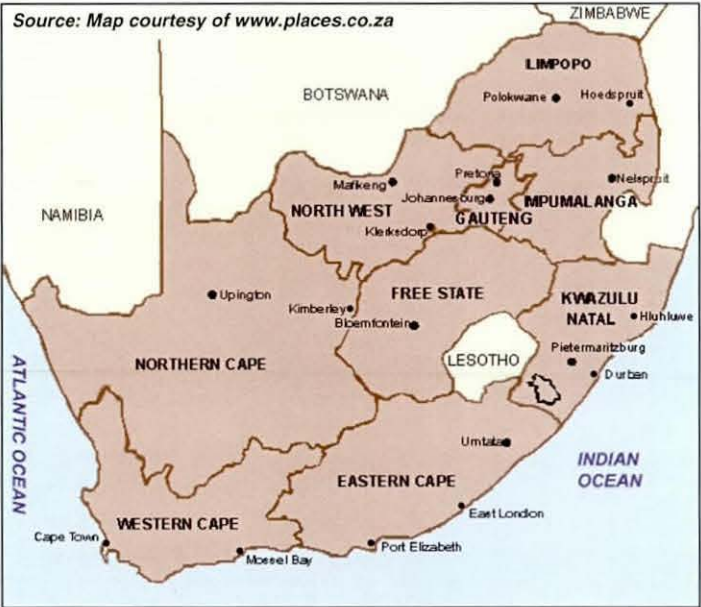 Source: Map courtesy of www.places.co.za
ZIMBABWE
LIMPOPO
BOTSWANA
Polokwane
Hoedspruit
Pretoria
Nelspruit
Mafikeng
Johannesburg
MPUMALANGA
NORTH WEST
GAUTENG
NAMIBIA
Klerksdorp
Upington
FREE STATE
KWAZULU
NATAL
Kimberley
Hluhluwe
Bloemfontein
Pietermaritzburg
LESOTHO
NORTHERN CAPE
Durban
ATLANTIC OCEAN
Umtata
INDIAN
OCEAN
EASTERN CAPE
East London
WESTERN CAPE
Cape Town
Port Elizabeth
Mossel Bay